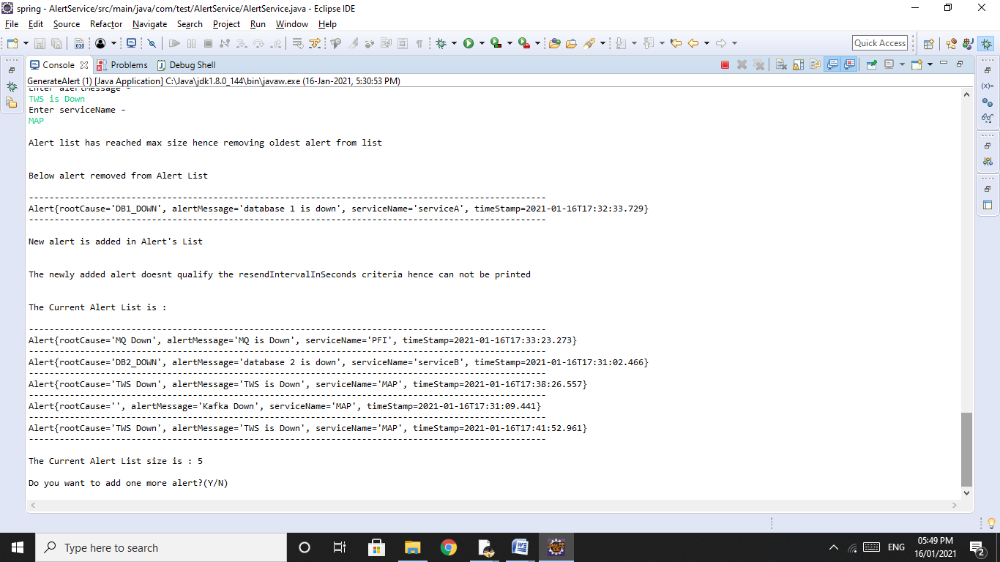 spring - AlertService/src/main/java/com/test/AlertService/AlertService.java - Eclipse IDE
File Edit Source Refactor Navigate Search Project Run Window Help
Quick Access
Console Problems Debug Shell
GenerateAlert (1) [Java Application] C:\Java\jdk1.8.0_144\bin\javaw.exe (16-Jan-2021, 5:30:53 PM)
Enter alertMessage -
TWS is Down
Enter serviceName -
MAP
Alert list has reached max size hence removing oldest alert from list
Below alert removed from Alert List
-----------------------------------------------------------------------------------------------------
Alert{rootCause='DB1_DOWN', alertMessage='database 1 is down', serviceName='serviceA', timeStamp=2021-01-16T17:32:33.729}
-----------------------------------------------------------------------------------------------------
New alert is added in Alert's List
The newly added alert doesnt qualify the resendIntervalInSeconds criteria hence can not be printed
The Current Alert List is :
-----------------------------------------------------------------------------------------------------
Alert{rootCause='MQ Down', alertMessage='MQ is Down', serviceName='PFI', timeStamp=2021-01-16T17:33:23.273}
-----------------------------------------------------------------------------------------------------
Alert{rootCause='DB2_DOWN', alertMessage='database 2 is down', serviceName='serviceB', timeStamp=2021-01-16T17:31:02.466}
-----------------------------------------------------------------------------------------------------
Alert{rootCause='TWS Down', alertMessage='TWS is Down', serviceName='MAP', timeStamp=2021-01-16T17:38:26.557}
-----------------------------------------------------------------------------------------------------
Alert{rootCause='', alertMessage='Kafka Down', serviceName='MAP', timeStamp=2021-01-16T17:31:09.441}
-----------------------------------------------------------------------------------------------------
Alert{rootCause='TWS Down', alertMessage='TWS is Down', serviceName='MAP', timeStamp=2021-01-16T17:41:52.961}
-----------------------------------------------------------------------------------------------------
The Current Alert List size is : 5
Do you want to add one more alert?(Y/N)
Type here to search
ENG
05:49 PM
16/01/2021
2